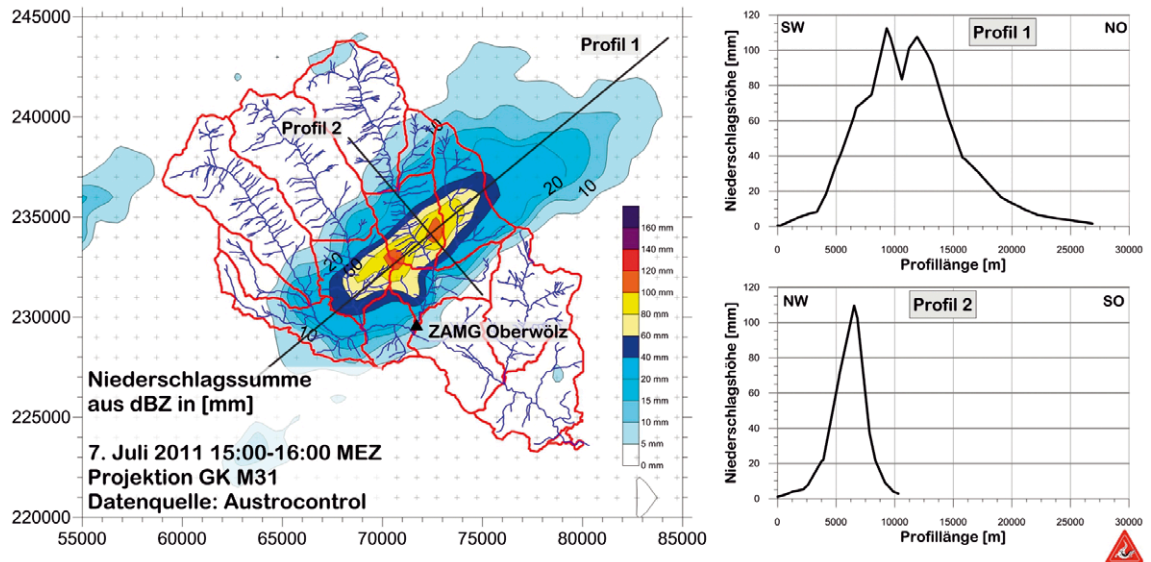 245000
240000
235000
230000
225000
220000
55000 60000 65000 70000 75000 80000 85000
Profil 1
Profil 2
0
20
10
20
60
10
ZAMG Oberwölz
Niederschlagssumme
aus dBZ in [mm]
7. Juli 2011 15:00-16:00 MEZ
Projektion GK M31
Datenquelle: Austrocontrol
160 mm
140 mm
120 mm
100 mm
80 mm
60 mm
40 mm
20 mm
15 mm
10 mm
5 mm
0 mm
Niederschlagshöhe [mm]
120
100
80
60
40
20
0
SW
Profil 1
NO
0 5000 10000 15000 20000 25000 30000
Profillänge [m]
Niederschlagshöhe [mm]
120
100
80
60
40
20
0
NW
Profil 2
SO
0 5000 10000 15000 20000 25000 30000
Profillänge [m]